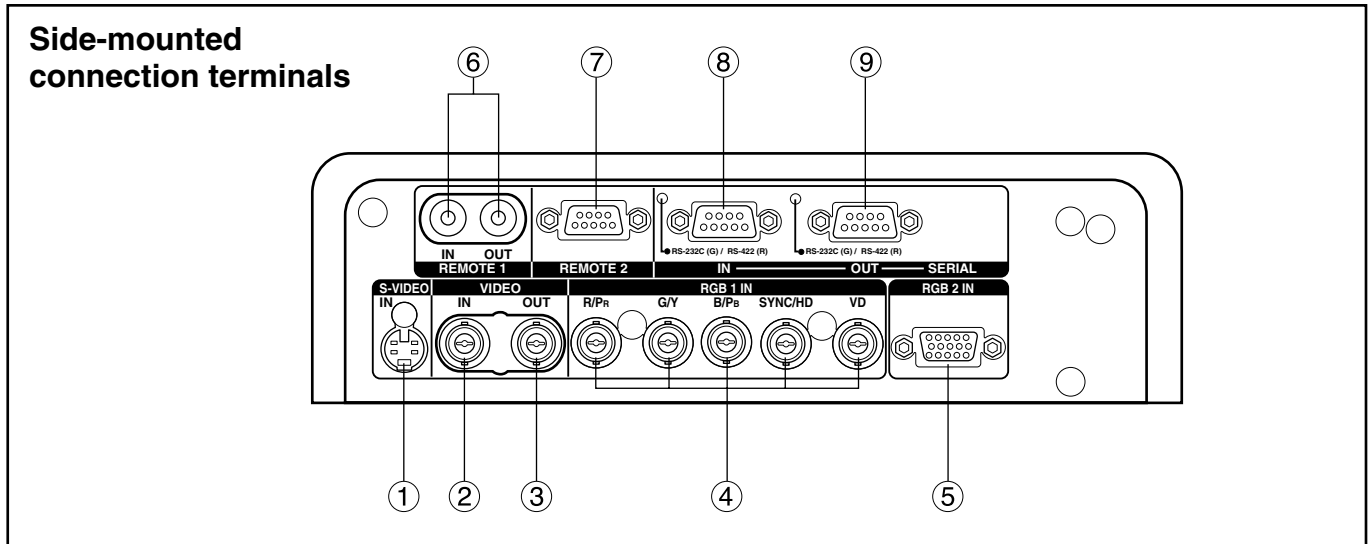 Side-mounted
connection terminals
⑥ ⑦ ⑧ ⑨
RS-232C (G) / RS-422 (R) RS-232C (G) / RS-422 (R)
IN OUT
REMOTE 1 REMOTE 2 IN OUT SERIAL
S-VIDEO VIDEO RGB 1 IN RGB 2 IN
IN IN OUT R/PR G/Y B/PB SYNC/HD VD
① ② ③ ④ ⑤